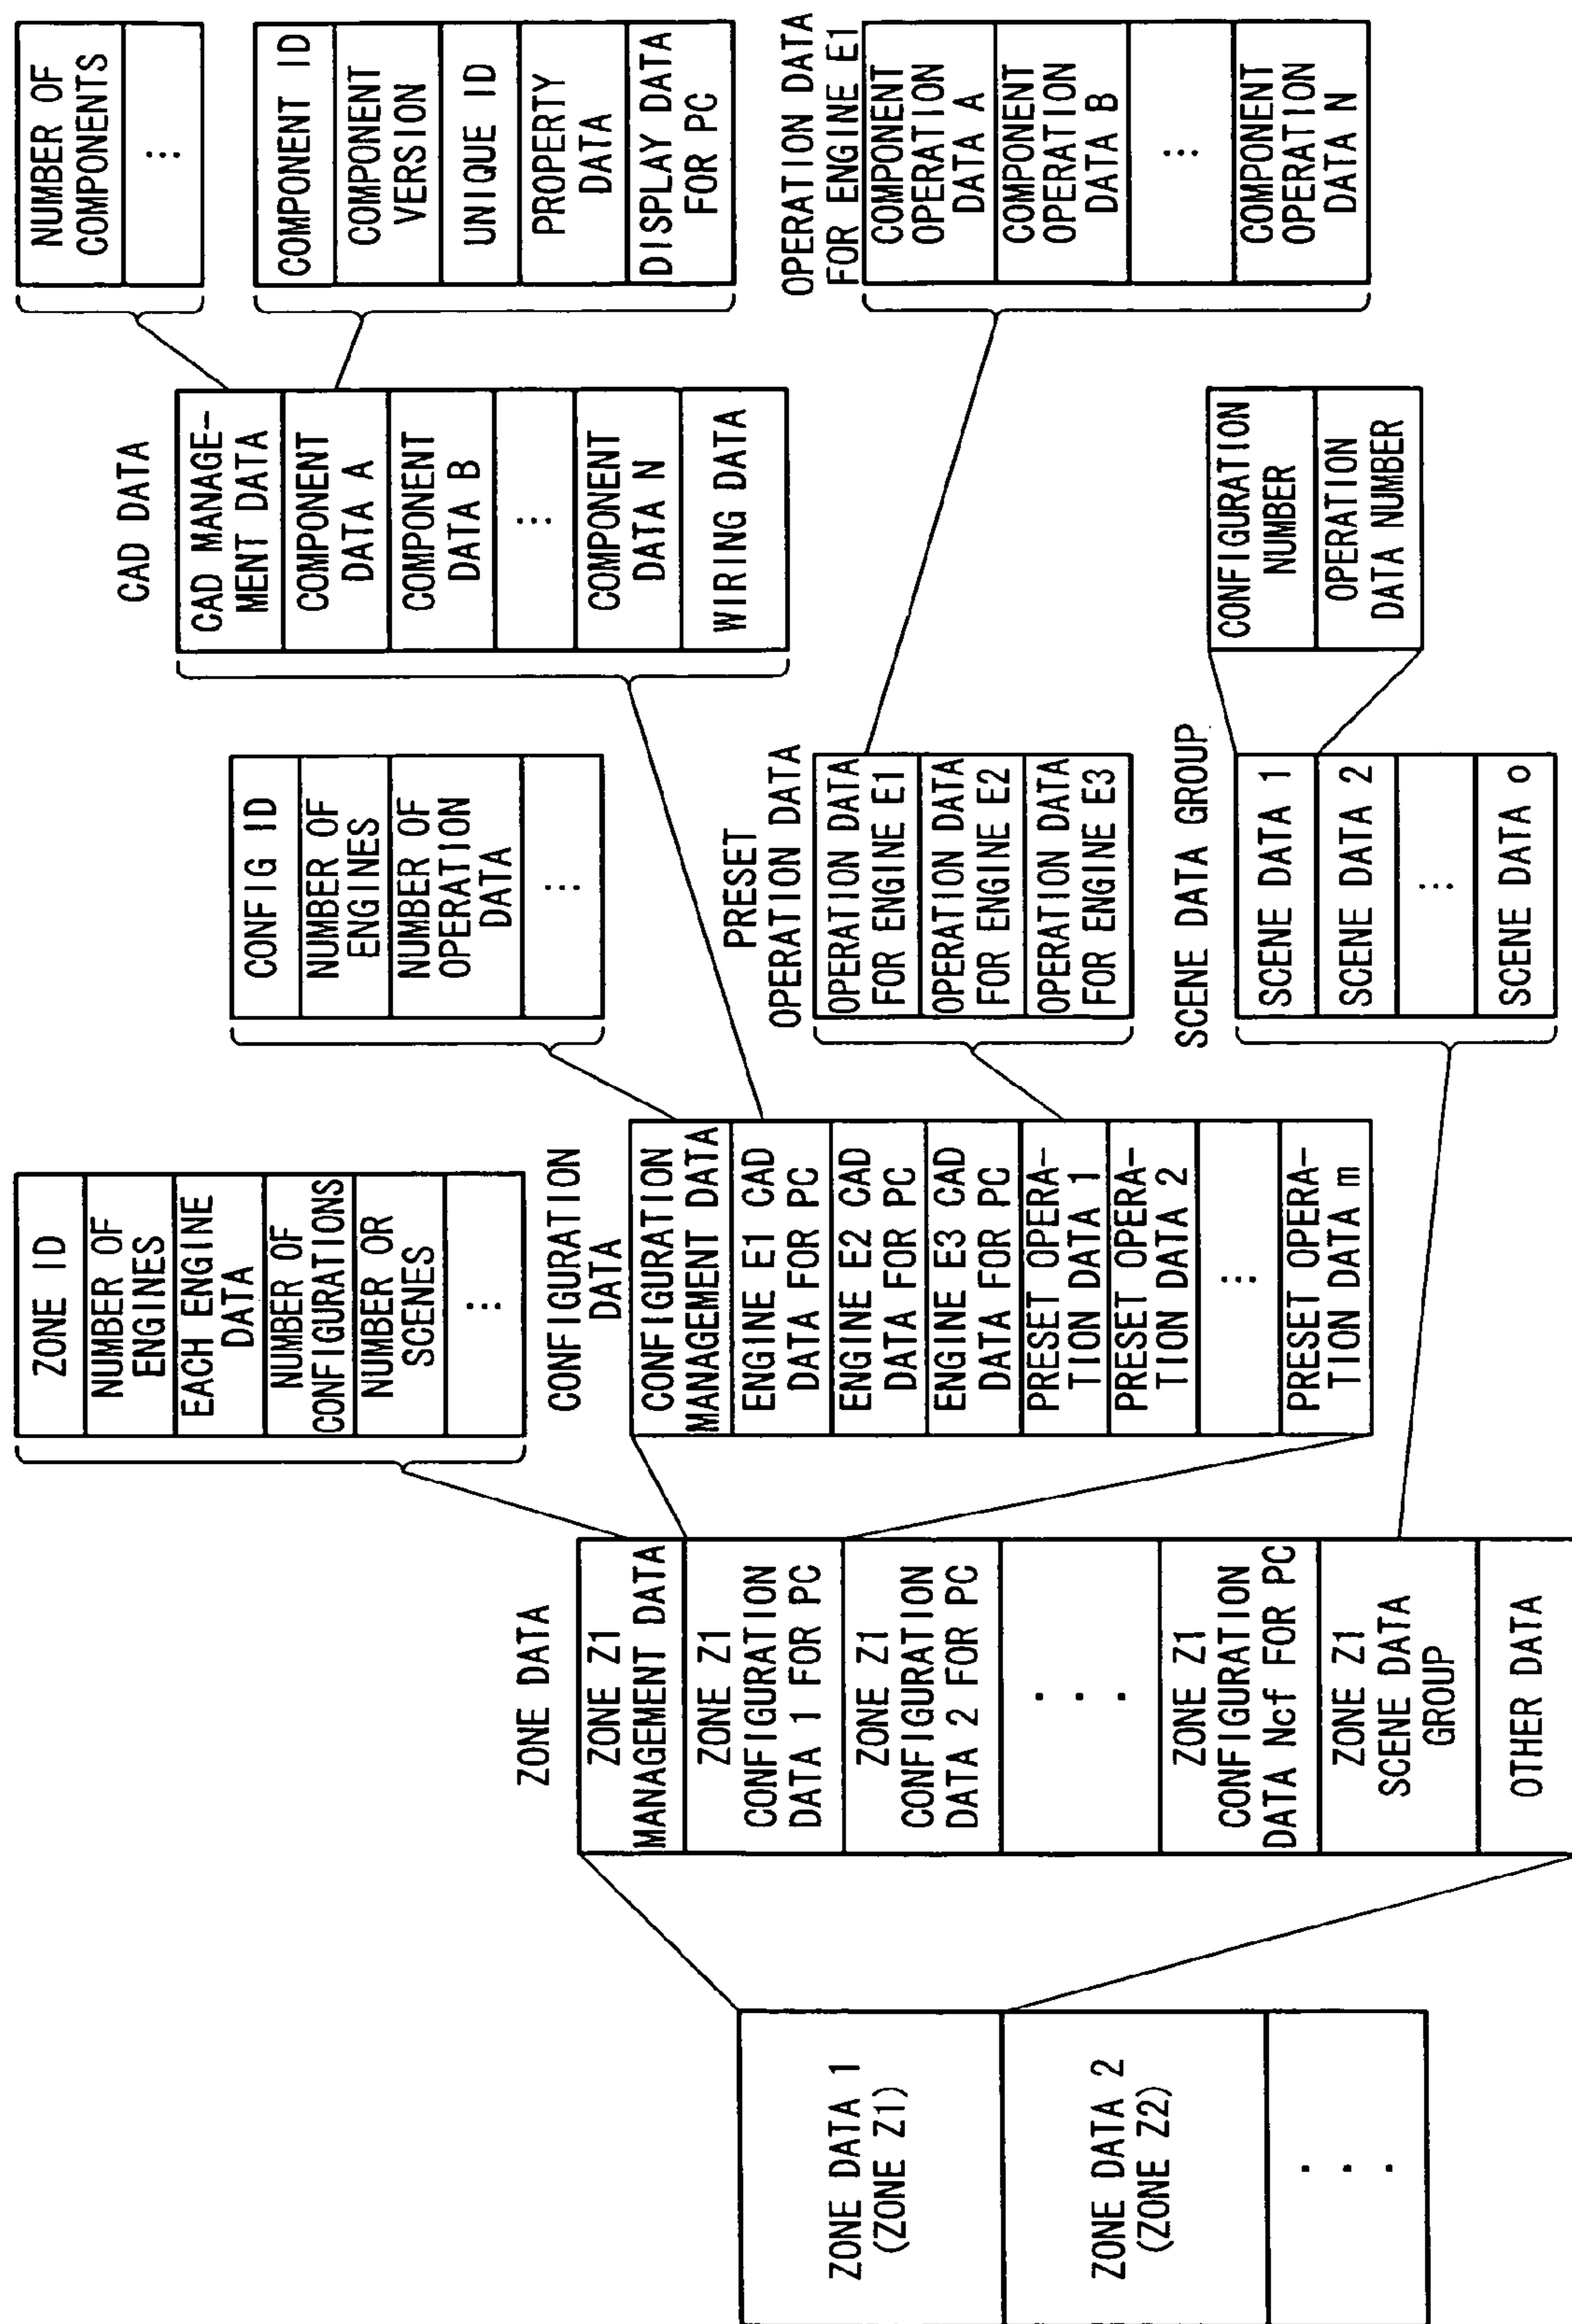 ZONE DATA 1
(ZONE Z1)
ZONE DATA 2
(ZONE Z2)
...
ZONE DATA
ZONE Z1
MANAGEMENT DATA
ZONE Z1
CONFIGURATION
DATA 1 FOR PC
ZONE Z1
CONFIGURATION
DATA 2 FOR PC
...
ZONE Z1
CONFIGURATION
DATA Ncf FOR PC
ZONE Z1
SCENE DATA
GROUP
OTHER DATA
ZONE ID
NUMBER OF
ENGINES
EACH ENGINE
DATA
NUMBER OF
CONFIGURATIONS
NUMBER OR
SCENES
...
CONFIGURATION
DATA
CONFIGURATION
MANAGEMENT DATA
ENGINE E1 CAD
DATA FOR PC
ENGINE E2 CAD
DATA FOR PC
ENGINE E3 CAD
DATA FOR PC
PRESET OPERA-
TION DATA 1
PRESET OPERA-
TION DATA 2
...
PRESET OPERA-
TION DATA m
CONFIG ID
NUMBER OF
ENGINES
NUMBER OF
OPERATION
DATA
...
PRESET
OPERATION DATA
OPERATION DATA
FOR ENGINE E1
OPERATION DATA
FOR ENGINE E2
OPERATION DATA
FOR ENGINE E3
SCENE DATA GROUP
SCENE DATA 1
SCENE DATA 2
...
SCENE DATA o
CAD DATA
CAD MANAGE-
MENT DATA
COMPONENT
DATA A
COMPONENT
DATA B
...
COMPONENT
DATA N
WIRING DATA
CONFIGURATION
NUMBER
OPERATION
DATA NUMBER
NUMBER OF
COMPONENTS
...
COMPONENT ID
COMPONENT
VERSION
UNIQUE ID
PROPERTY
DATA
DISPLAY DATA
FOR PC
OPERATION DATA
FOR ENGINE E1
COMPONENT
OPERATION
DATA A
COMPONENT
OPERATION
DATA B
...
COMPONENT
OPERATION
DATA N